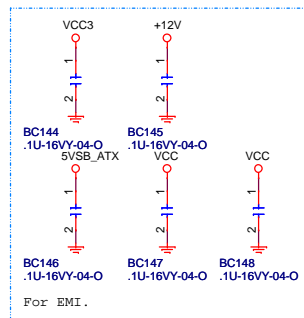 VCC3 +12V
1 1
2 2
BC144 BC145
.1U-16VY-04-O .1U-16VY-04-O
5VSB_ATX VCC VCC
1 1 1
2 2 2
BC146 BC147 BC148
.1U-16VY-04-O .1U-16VY-04-O .1U-16VY-04-O
For EMI.